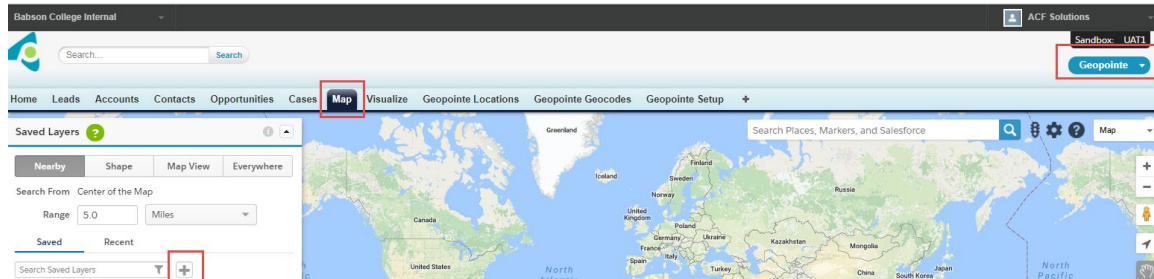 Babson College Internal
ACF Solutions
Sandbox: UAT1
Search...
Search
Geopointe
Home Leads Accounts Contacts Opportunities Cases Map Visualize Geopointe Locations Geopointe Geocodes Geopointe Setup +
Saved Layers ?
Search Places, Markers, and Salesforce
Map
Nearby Shape Map View Everywhere
Search From Center of the Map
Range 5.0 Miles
Saved Recent
Search Saved Layers
Greenland
Iceland
Finland
Sweden
Norway
Russia
Canada
United
Kingdom
Poland
Germany
Ukraine
France
Kazakhstan
Mongolia
Italy
Spain
United States
Turkey
China
Japan
South Korea
North
North
Pacific